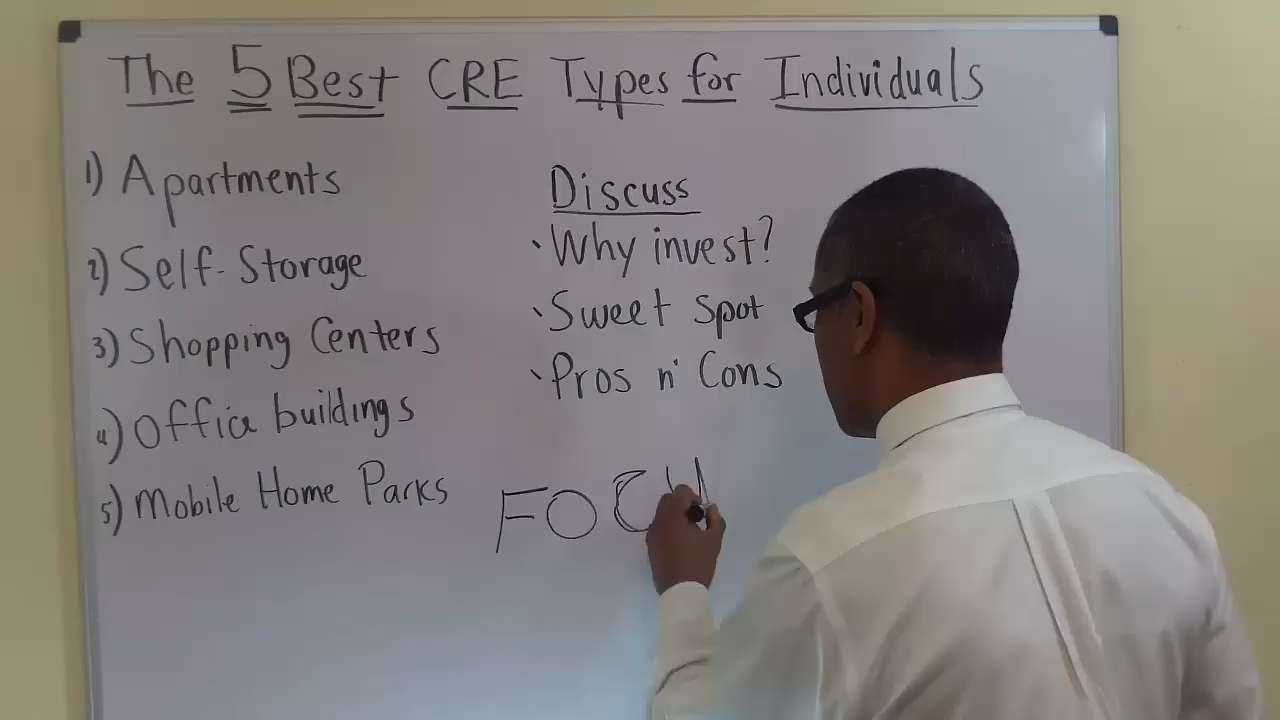 The 5 Best CRE Types for Individuals
1) Apartments
2) Self-Storage
3) Shopping Centers
4) Office buildings
5) Mobile Home Parks
Discuss
· Why invest?
· Sweet Spot
· Pros n' Cons
FOCU